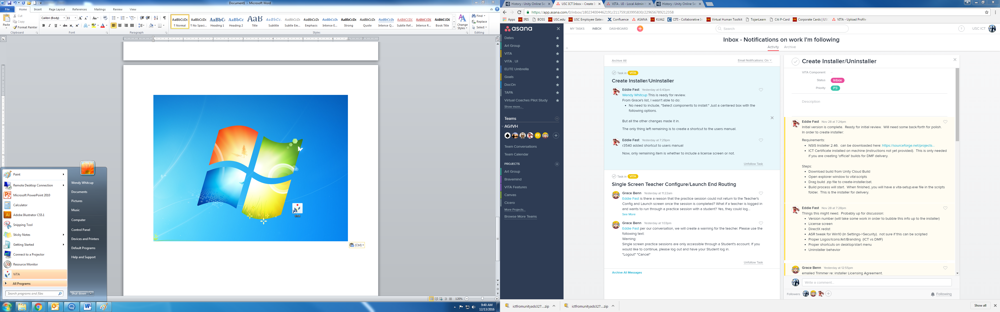 Document1 - Microsoft Word
File
Home
Insert
Page Layout
References
Mailings
Review
View
Paste
Cut
Copy
Format Painter
Clipboard
Calibri (Body)
11
Font
Paragraph
AaBbCcDc
¶ Normal
¶ No Spaci...
Heading 1
Heading 2
Title
Subtitle
Subtle Em...
Emphasis
Intense E...
Strong
Quote
Intense Q...
Subtle Ref...
Intense R...
Book Title
Styles
Change
Styles
Find
Replace
Select
Editing
ViTA
(Ctrl)
Paint
Remote Desktop Connection
Microsoft PowerPoint 2010
Calculator
Adobe Illustrator CS5.1
Snipping Tool
Sticky Notes
Getting Started
Connect to a Projector
Resource Monitor
ViTA
All Programs
Search programs and files
Wendy Whitcup
Documents
Pictures
Music
Computer
Control Panel
Devices and Printers
Default Programs
Help and Support
Shut down
120%
9:40 AM
12/13/2016
History : Unity Online Se
USC ICT Inbox - Create In
VITA . UI - Local Admin
History : Unity Online Se
https://app.asana.com/0/inbox/180234004462191/211759183995830/229656789212358
Apps
IRIS
BOSS
USC.edu
USC Employee Gatew
Confluence
ASANA
KUALI
CITI - Collaborative In
Virtual Human Toolkit
TojanLearn
Citi P-Card
Corporate Cards | USC
VITA - Upload Profile
asana
Dates
Art Group
VITA
VITA . UI
ELITE Umbrella
Goals
DocOn
TAPA
Virtual Coaches Pilot Study
Show more...
Teams
AG/IVH
EE
Team Conversations
Team Calendar
PROJECTS
Art Group
Bravemind
VITA Features
Canvas
Cicero
More Projects...
Browse More Teams
MY TASKS
INBOX
DASHBOARD
Search
USC ICT
Inbox - Notifications on work I'm following
Activity
Archive
Archive All
Email Notifications: On
Task in VITA
Create Installer/Uninstaller
Eddie Fast Yesterday at 6:43pm
Wendy Whitcup This is ready for review.
From Grace's list, I wasn't able to do:
• No need to include, "Select components to install:" Just a centered box with the
following options.
But all the other changes made it in.
The only thing left remaining is to create a shortcut to the users manual.
Eddie Fast Yesterday at 7:29pm
r3540 added shortcut to users manual
Now, only remaining item is whether to include a license screen or not.
Unfollow Task
Task in VITA
Single Screen Teacher Configure/Launch End Routing
Grace Benn Yesterday at 11:22am
Eddie Fast is there a reason that the practice session could not return to the Teacher's
Config and Launch screen once the session is completed? What if a teacher is logged in
and wants to run through a practice session with a student? Yes, they could log...
See More
Grace Benn Yesterday at 1:03pm
Eddie Fast per our conversation, we will create a warning for the teacher. Please use the
following text:
Warning:
Single screen practice sessions are only accessible through a Student's account. If you
would like to continue, please log out and have your Student log in.
"Logout" "Cancel"
Unfollow Task
Archive All Messages
Create Installer/Uninstaller
VITA Component –
Status Inbox
Priority P3
Description
Eddie Fast Nov 28 at 7:24pm
Initial version is complete. Ready for initial review. Will need some back/forth for polish.
In order to create installer:
Requirements:
• NSIS Installer 2.46. can be downloaded here: https://sourceforge.net/projects...
• ICT Certificate installed on machine (instructions not yet provided). This is only needed
if you are creating 'official' builds for DMF delivery.
Steps:
• Download build from Unity Cloud Build
• Open explorer window to vita\scripts
• Drag build .zip file to create-installer.bat.
• Build process will start. When finished, you will have a vita-setup.exe file in the scripts
folder. This is the installer for delivery.
Eddie Fast Nov 28 at 7:28pm
Things this might need. Probably up for discussion:
• Version number (will take some work in order to bubble this info up to the installer)
• License screen
• DirectX redist
• ASR tweak for Win10 (In Settings->Security). not sure if this can be scripted
• Proper Logos/Icons/Art/Branding (ICT vs DMF)
• Proper shortcuts on desktop/start menu
• Uninstaller behavior
Grace Benn Yesterday at 12:55pm
emailed Trimmer re: installer Licensing Agreement.
Write a comment...
Followers
Following
ictfromunityads327....zip
ictfromunityads327....zip
Show all